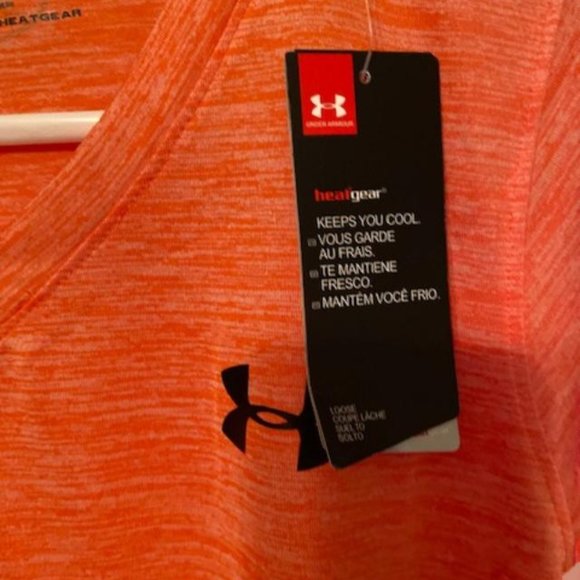 HEATGEAR
UNDER ARMOUR
heatgear®
KEEPS YOU COOL.
VOUS GARDE
AU FRAIS.
TE MANTIENE
FRESCO.
MANTÉM VOCÊ FRIO.
LOOSE
COUPE LÂCHE
SUELTO
SOLTO